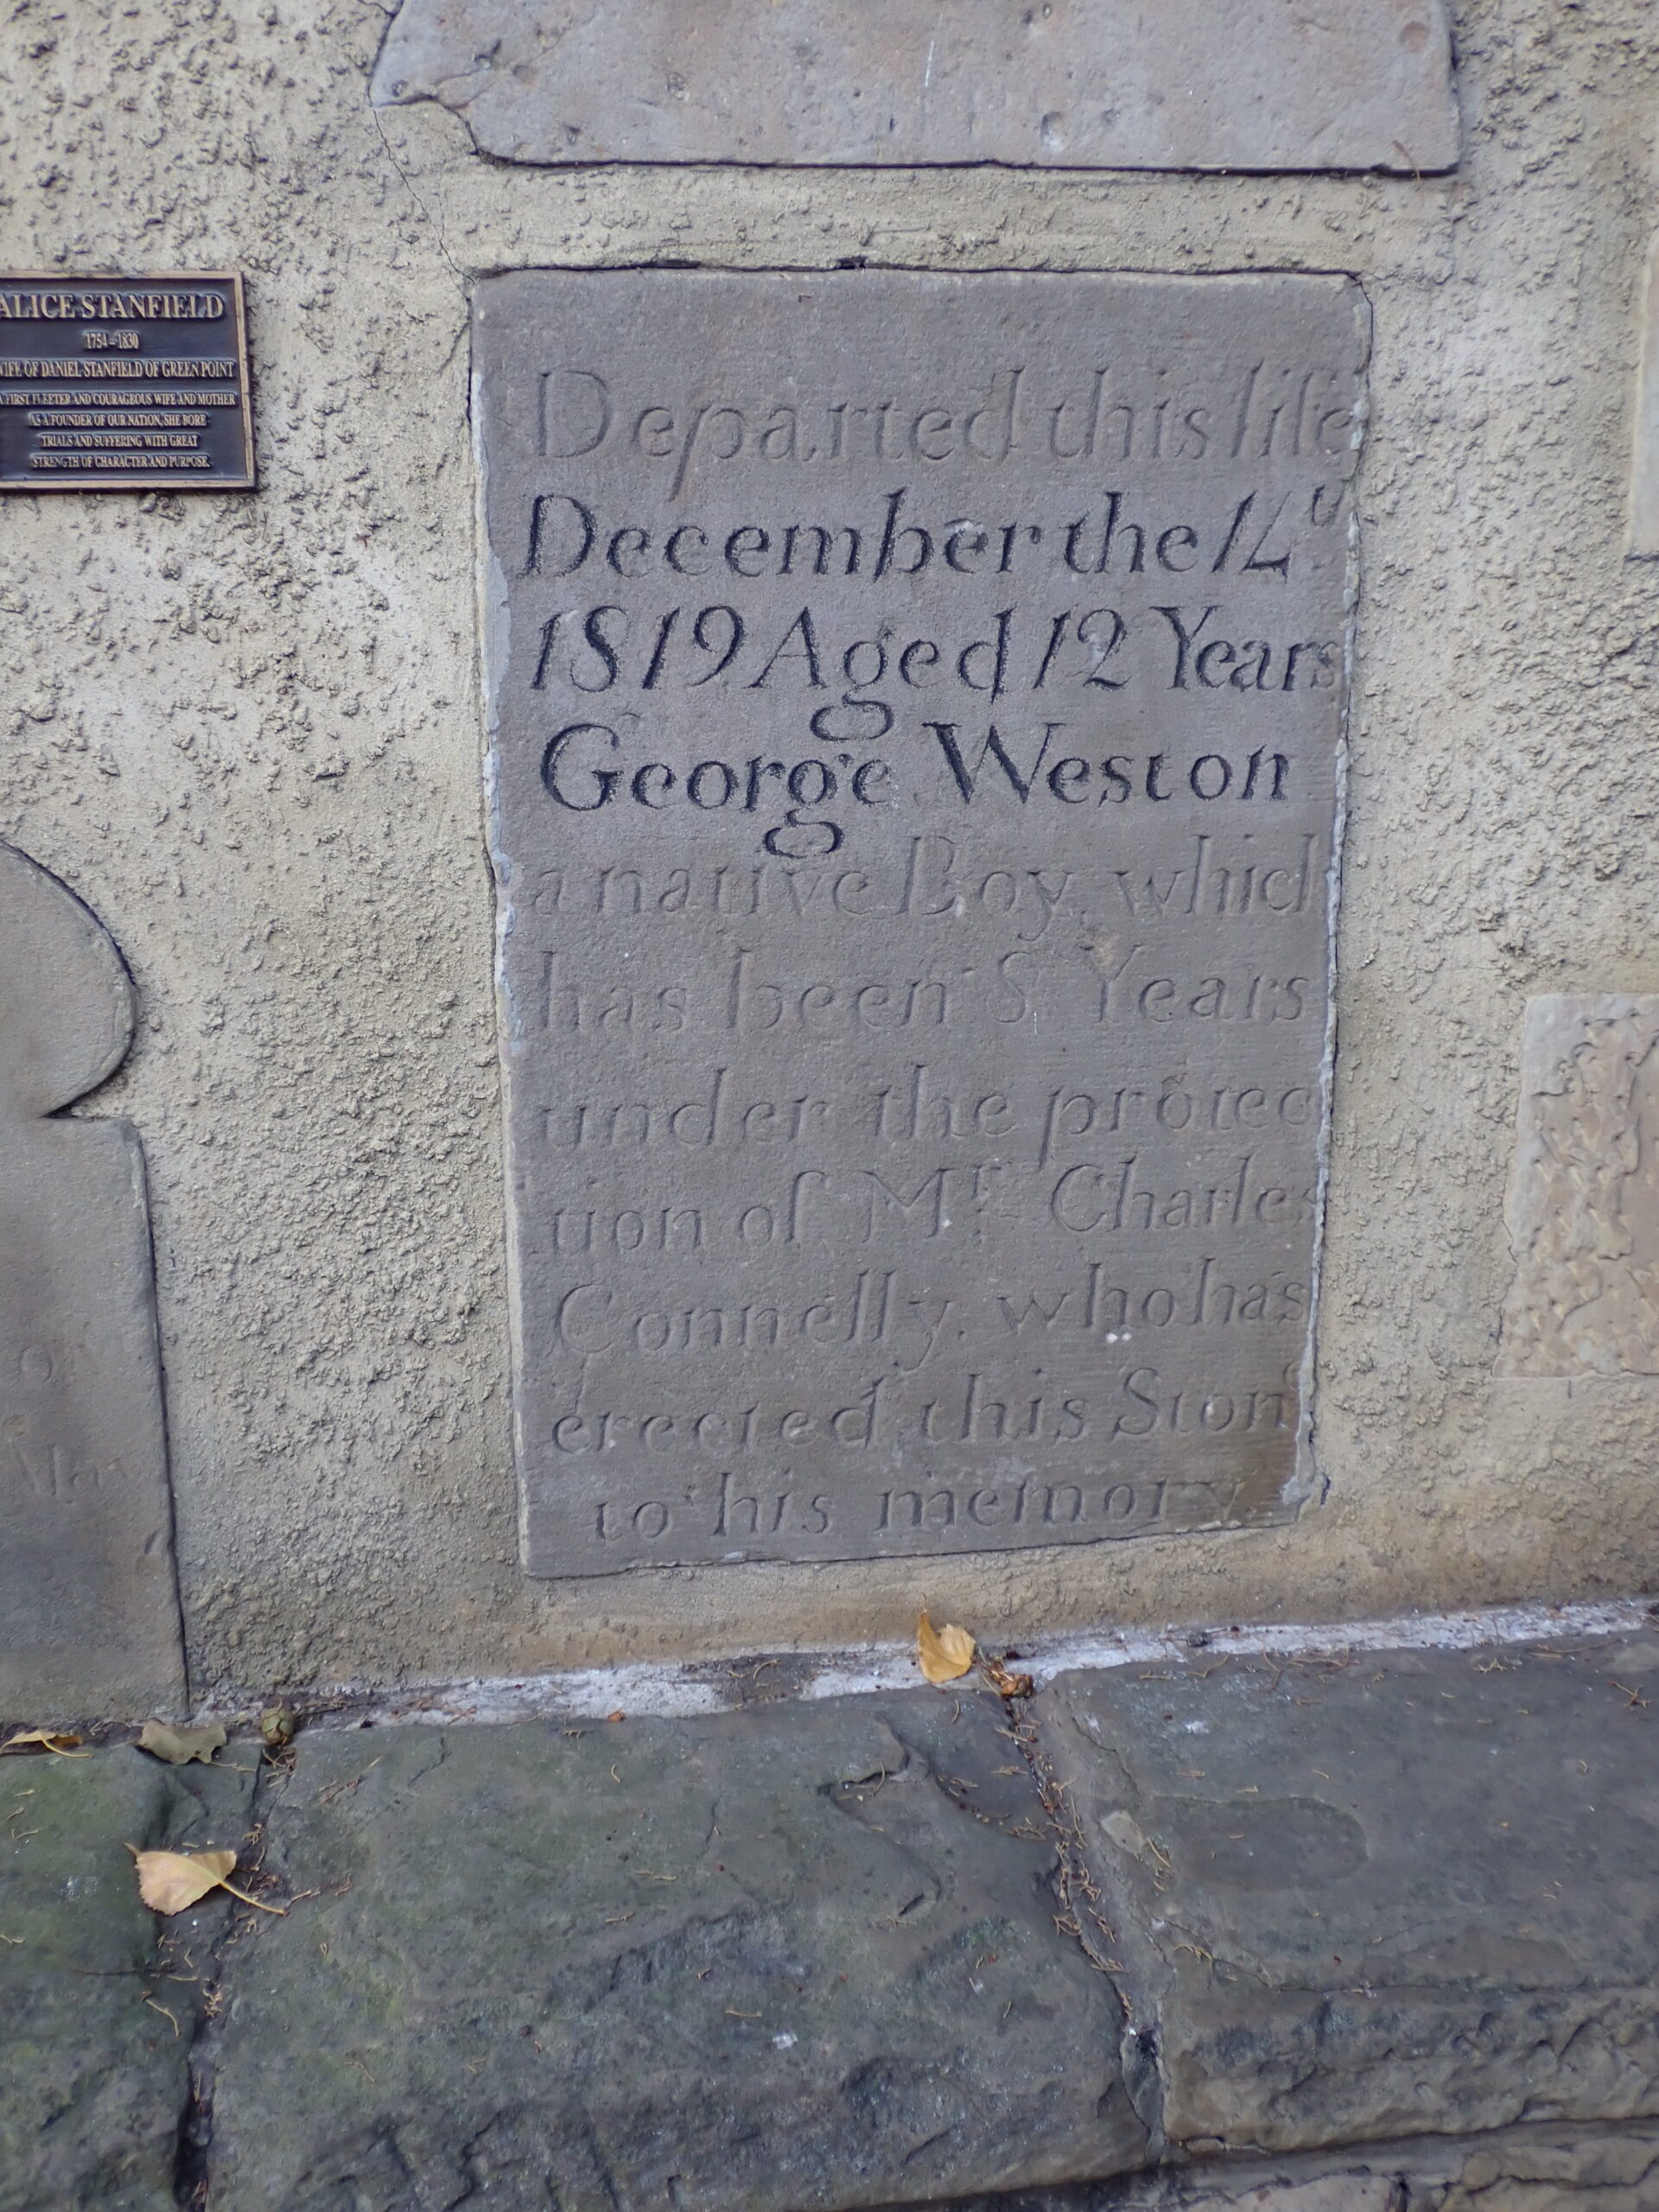 ALICE STANFIELD
1754 - 1830
WIFE OF DANIEL STANFIELD OF GREEN POINT
A FIRST FLEETER AND COURAGEOUS WIFE AND MOTHER
AS A FOUNDER OF OUR NATION, SHE BORE
TRIALS AND SUFFERING WITH GREAT
STRENGTH OF CHARACTER AND PURPOSE.
Departed this life
December the 14th
1819 Aged 12 Years
George Weston
a native Boy, which
has been 8 Years
under the protec
tion of Mr. Charles
Connelly, who has
erected this Stone
to his memory.